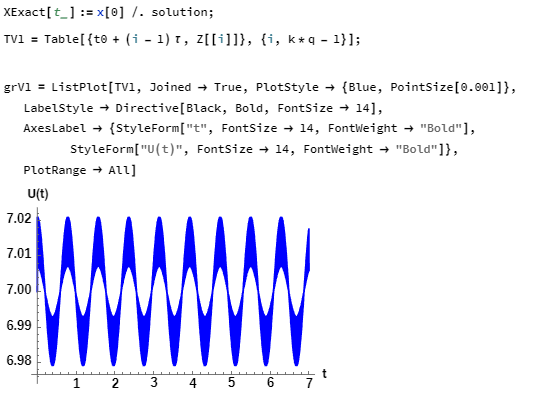 XExact[t_] := x[0] /. solution;
TV1 = Table[{t0 + (i - 1) τ, Z[[i]]}, {i, k * q - 1}];
grV1 = ListPlot[TV1, Joined → True, PlotStyle → {Blue, PointSize[0.001]},
LabelStyle → Directive[Black, Bold, FontSize → 14],
AxesLabel → {StyleForm["t", FontSize → 14, FontWeight → "Bold"],
StyleForm["U(t)", FontSize → 14, FontWeight → "Bold"]},
PlotRange → All]
U(t)
7.02
7.01
7.00
6.99
6.98
1 2 3 4 5 6 7 t